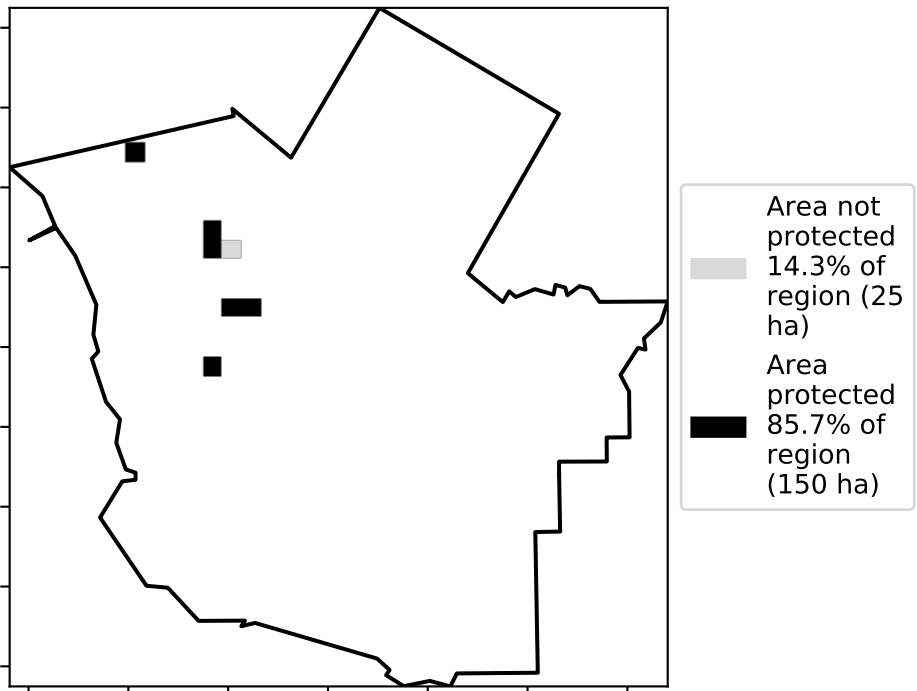 Area not
protected
14.3% of
region (25
ha)
Area
protected
85.7% of
region
(150 ha)